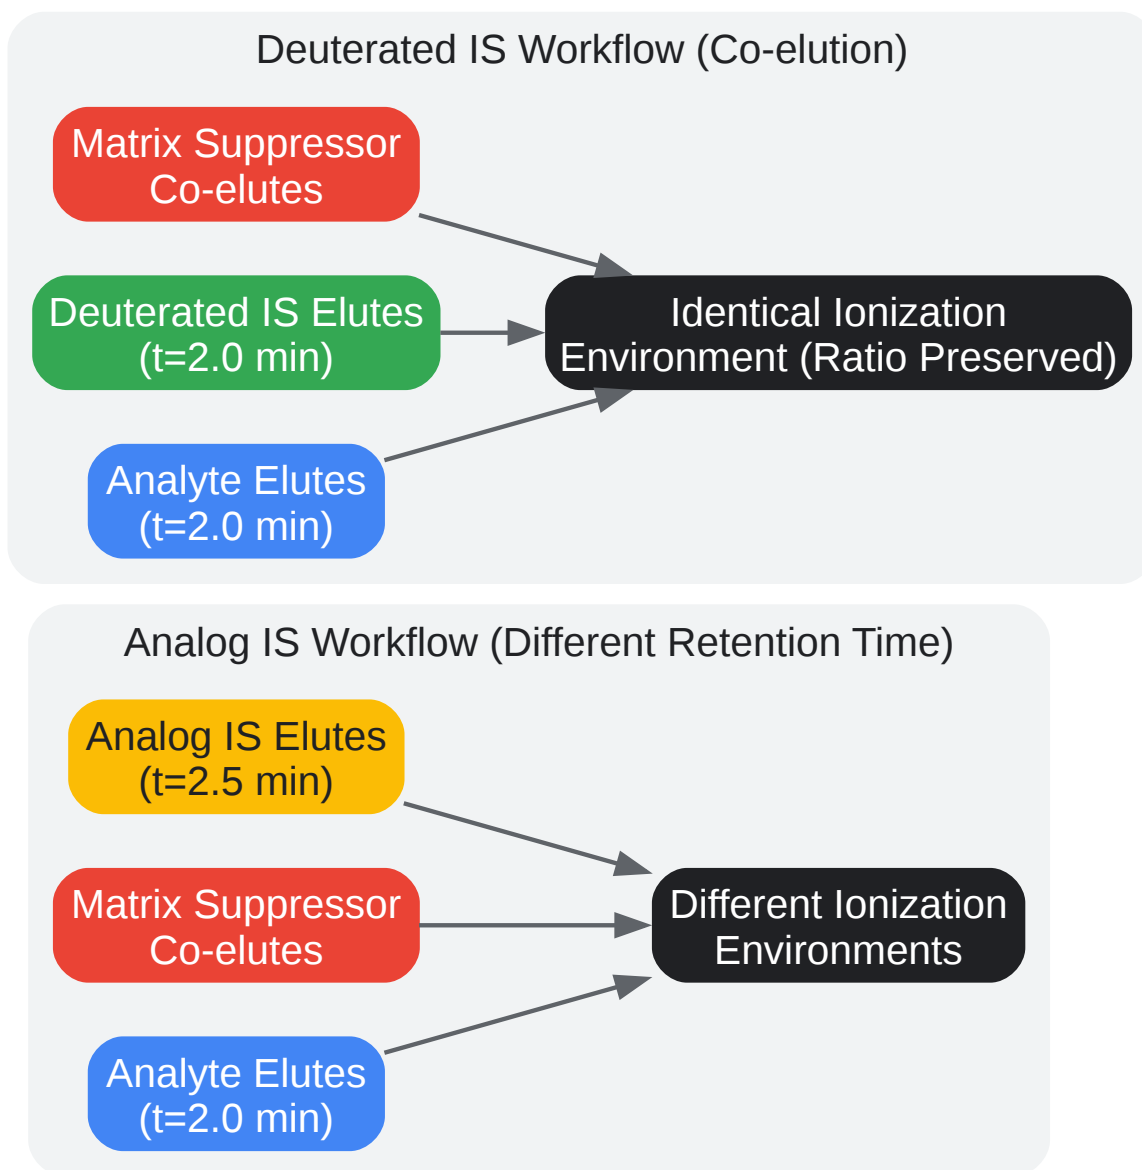 Deuterated IS Workflow (Co-elution)
Matrix Suppressor
Co-elutes
Deuterated IS Elutes
(t=2.0 min)
Identical Ionization
Environment (Ratio Preserved)
Analyte Elutes
(t=2.0 min)
Analog IS Workflow (Different Retention Time)
Analog IS Elutes
(t=2.5 min)
Matrix Suppressor
Co-elutes
Different Ionization
Environments
Analyte Elutes
(t=2.0 min)